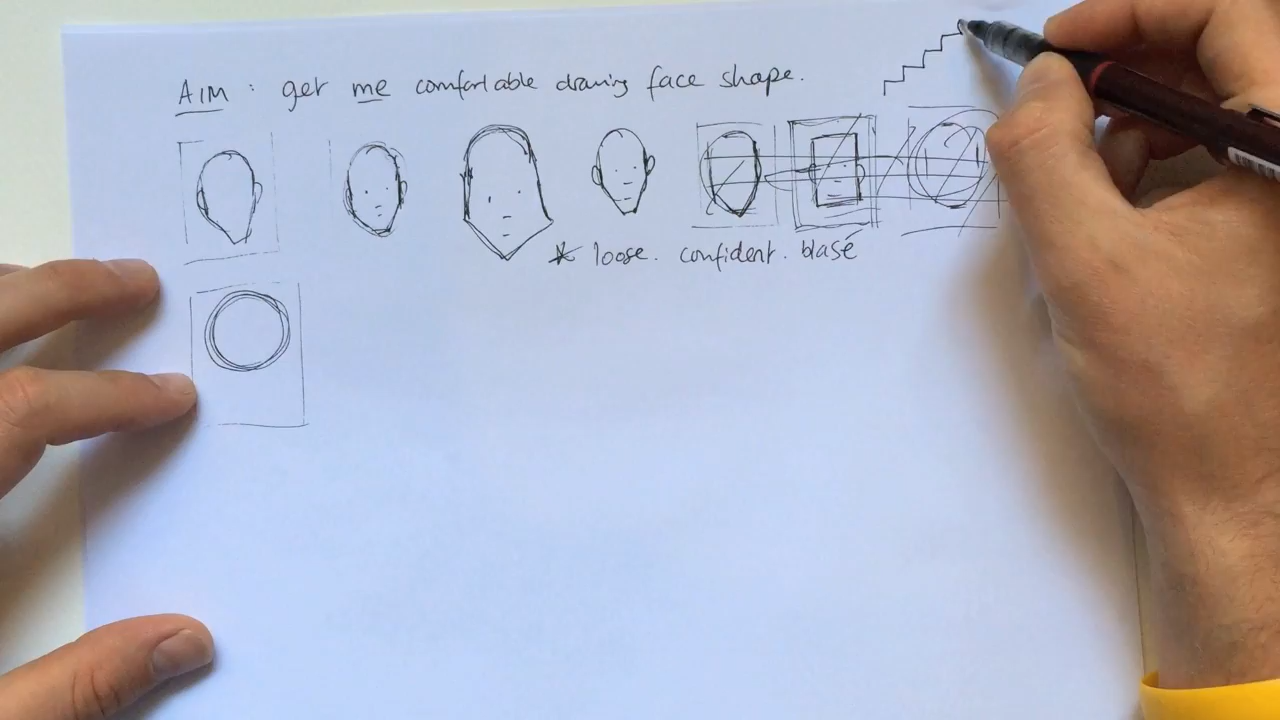 AIM : get me comfortable drawing face shape.
* loose. confident. blasé